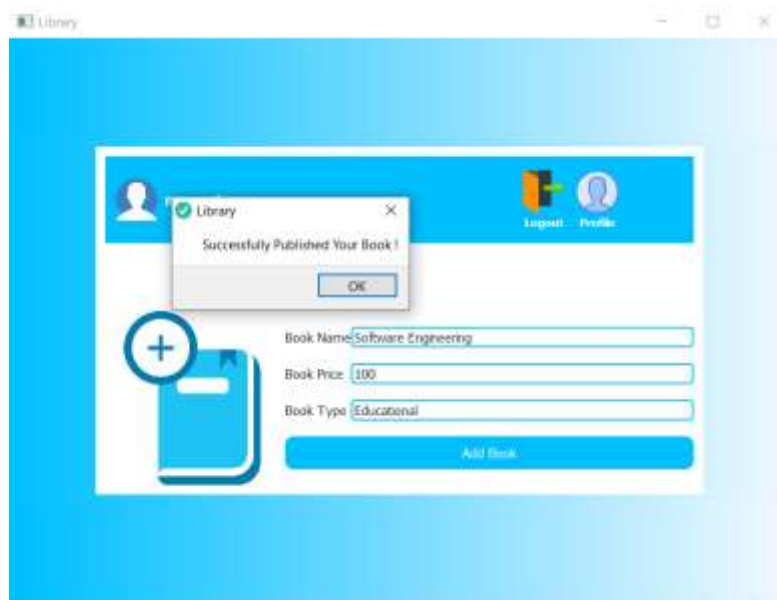 Library
Library
Successfully Published Your Book !
OK
Logout Profile
Book Name Software Engineering
Book Price 100
Book Type Educational
Add Book